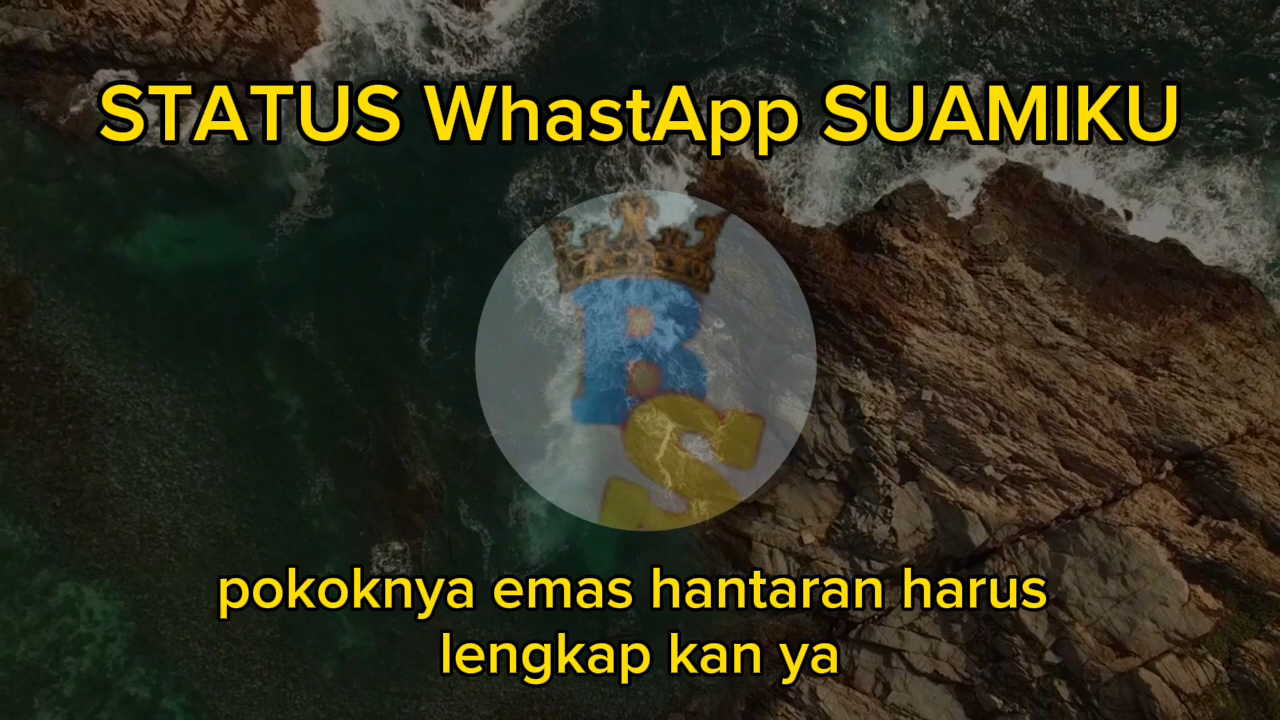 STATUS WhastApp SUAMIKU
B
S
pokoknya emas hantaran harus
lengkap kan ya